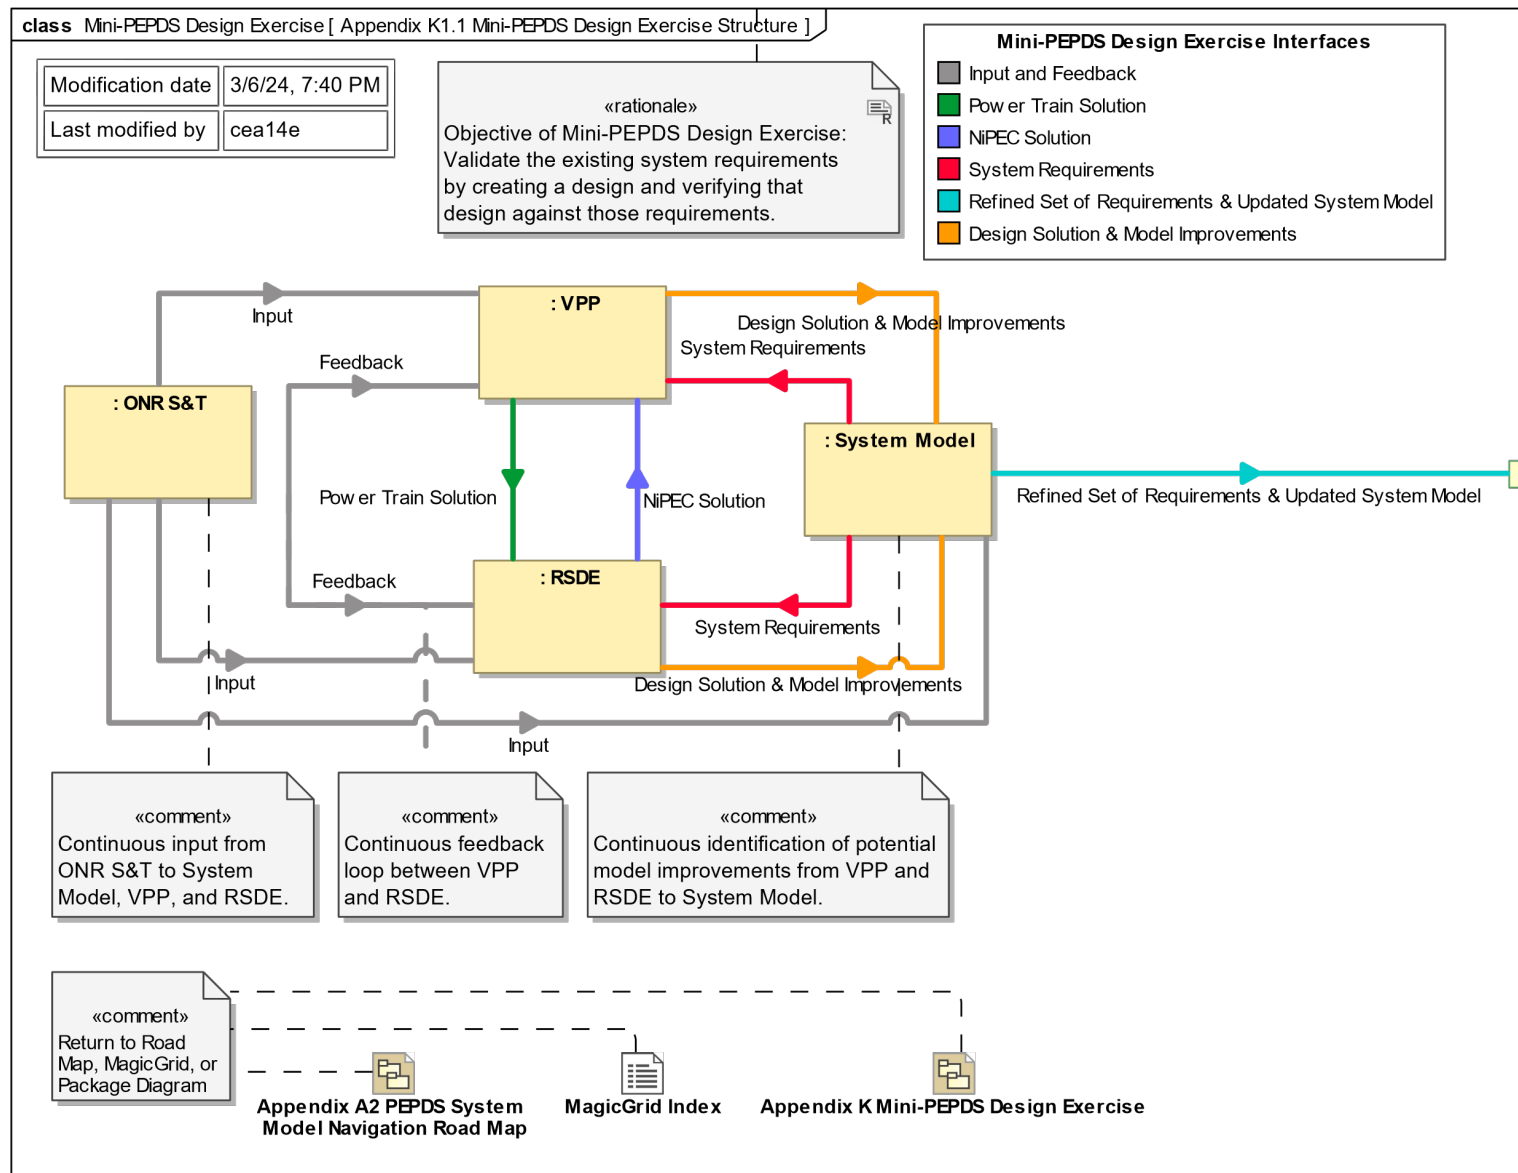 class Mini-PEPDS Design Exercise [ Appendix K1.1 Mini-PEPDS Design Exercise Structure ]
Modification date 3/6/24, 7:40 PM
Last modified by cea14e
«rationale»
R
Objective of Mini-PEPDS Design Exercise:
Validate the existing system requirements
by creating a design and verifying that
design against those requirements.
Mini-PEPDS Design Exercise Interfaces
Input and Feedback
Power Train Solution
NiPEC Solution
System Requirements
Refined Set of Requirements & Updated System Model
Design Solution & Model Improvements
: VPP
Input
Design Solution & Model Improvements
System Requirements
Feedback
: ONR S&T
: System Model
Power Train Solution
NiPEC Solution
Refined Set of Requirements & Updated System Model
Feedback
: RSDE
System Requirements
Input
Design Solution & Model Improvements
Input
«comment»
Continuous input from
ONR S&T to System
Model, VPP, and RSDE.
«comment»
Continuous feedback
loop between VPP
and RSDE.
«comment»
Continuous identification of potential
model improvements from VPP and
RSDE to System Model.
«comment»
Return to Road
Map, MagicGrid, or
Package Diagram
Appendix A2 PEPDS System
Model Navigation Road Map
MagicGrid Index
Appendix K Mini-PEPDS Design Exercise